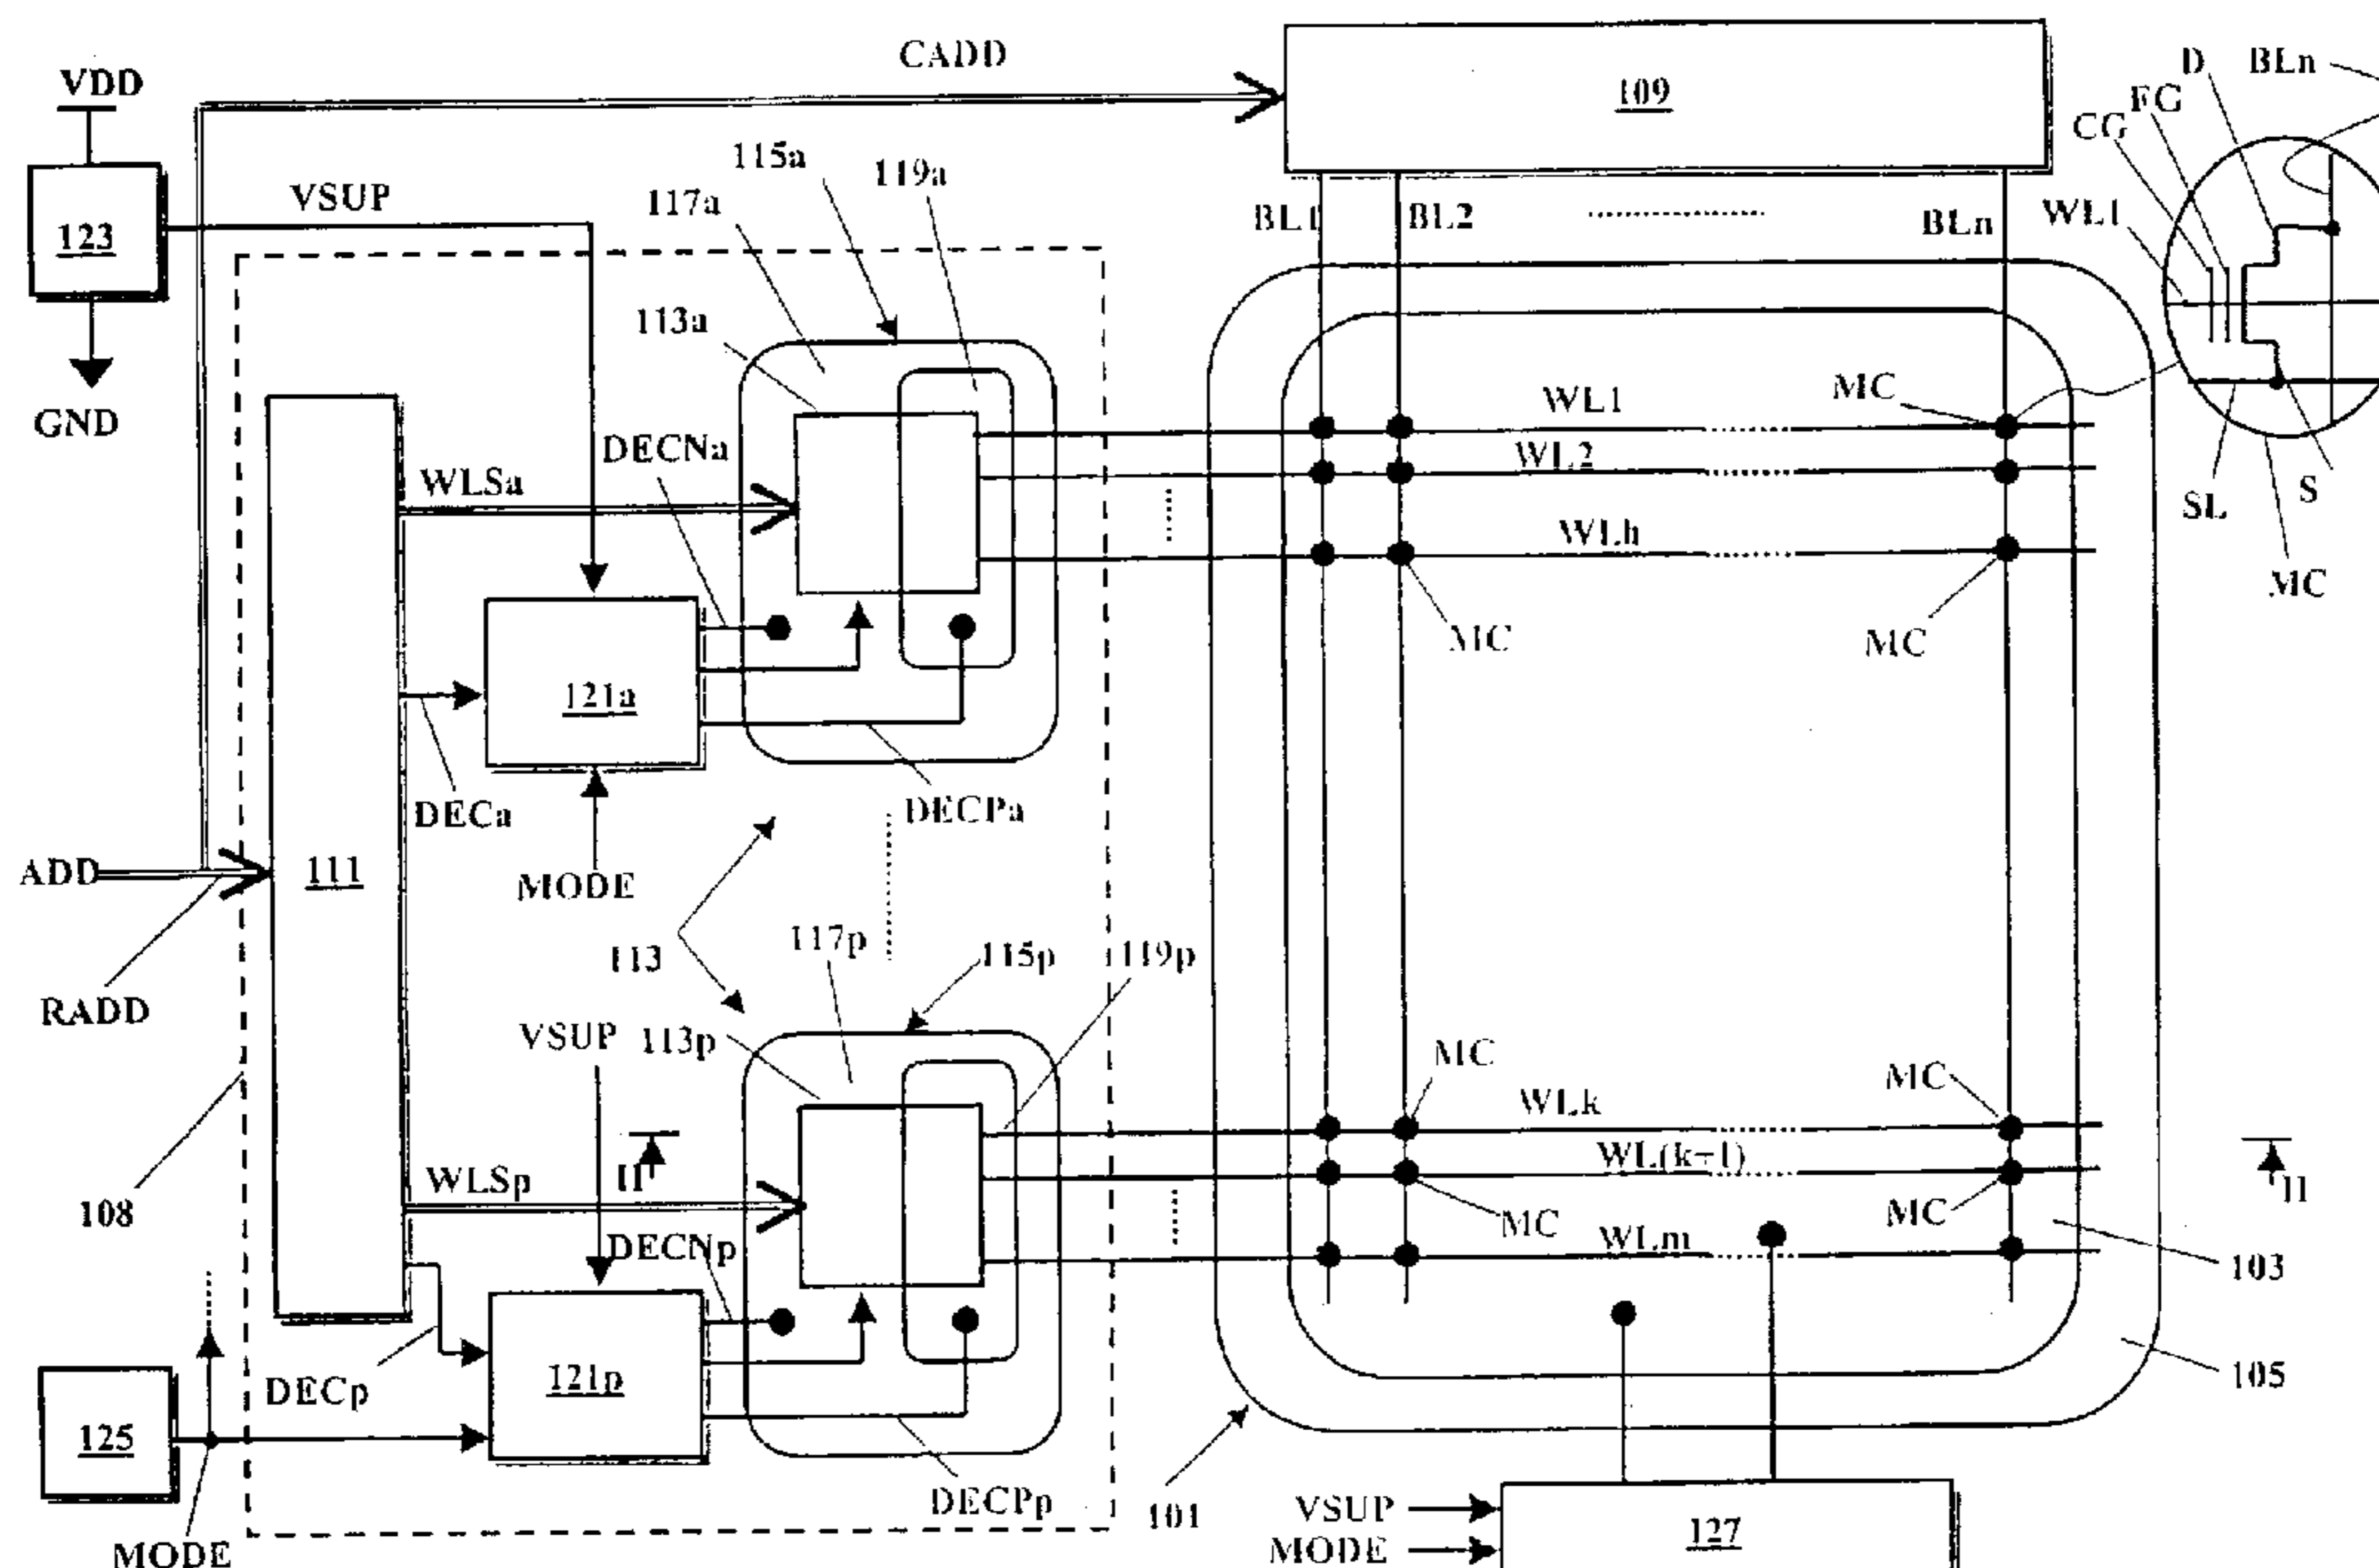 CADD
109
D
BLn
FG
CG
WL1
VDD
123
VSUP
GND
115a
119a
117a
113a
BL1
BL2
BLn
MC
WL1
WL2
WLh
SL
S
MC
DECNa
WLSa
MC
MC
121a
DECa
DECPa
MODE
ADD
111
113
117p
115p
119p
RADD
VSUP
113p
MC
MC
WLk
WL(k+1)
WLSp
II
II
108
MC
MC
WLm
DECNp
103
105
DECp
121p
125
DECPp
101
VSUP
MODE
127
MODE